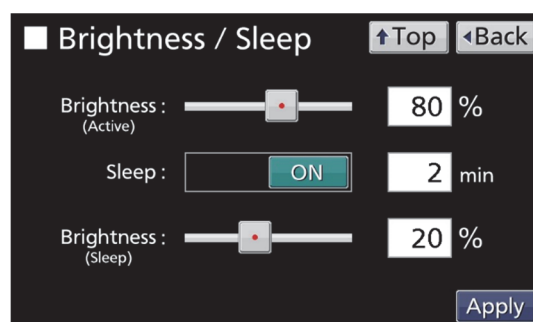 Brightness / Sleep
Top
Back
Brightness : 80 %
(Active)
Sleep : ON 2 min
Brightness : 20 %
(Sleep)
Apply